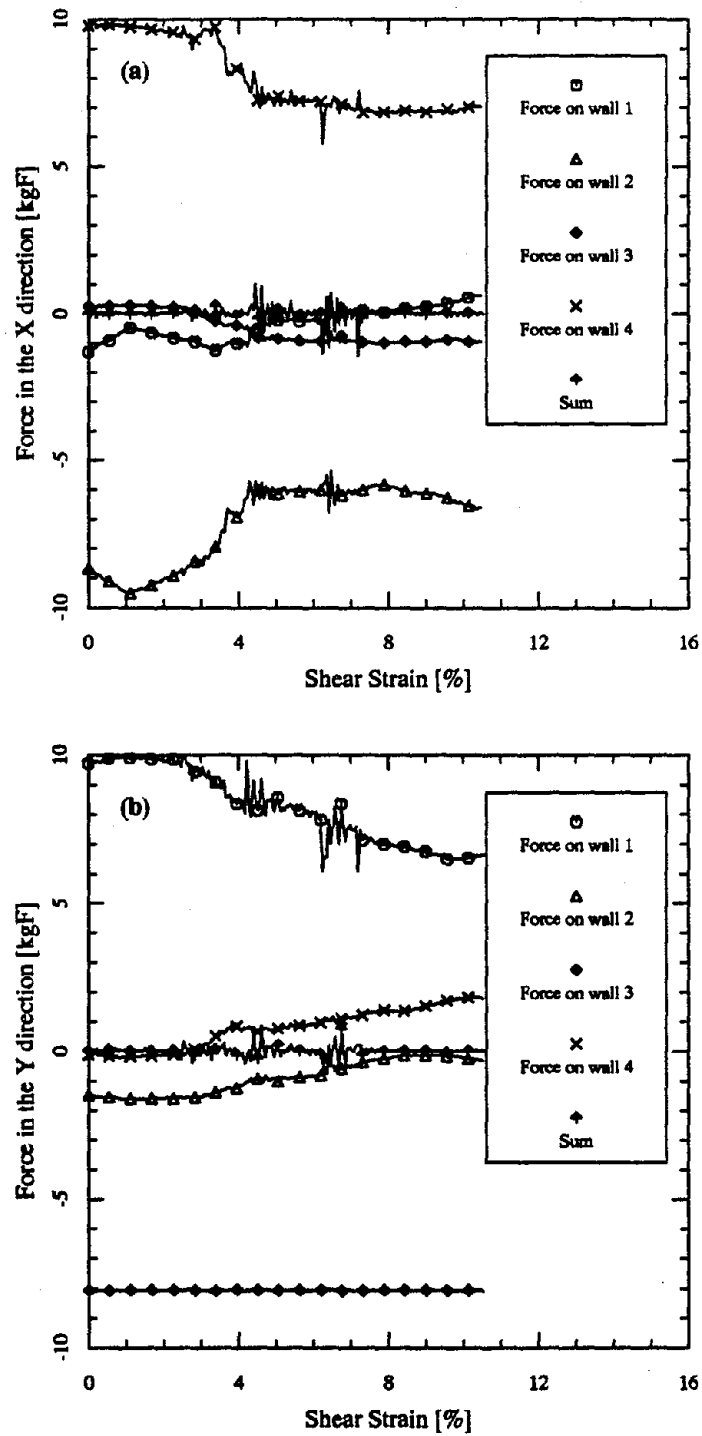 (a)
Force in the X direction [kgF]
10
5
0
-5
-10
0
4
8
12
16
Shear Strain [%]
Force on wall 1
Force on wall 2
Force on wall 3
Force on wall 4
Sum
(b)
Force in the Y direction [kgF]
10
5
0
-5
-10
0
4
8
12
16
Shear Strain [%]
Force on wall 1
Force on wall 2
Force on wall 3
Force on wall 4
Sum